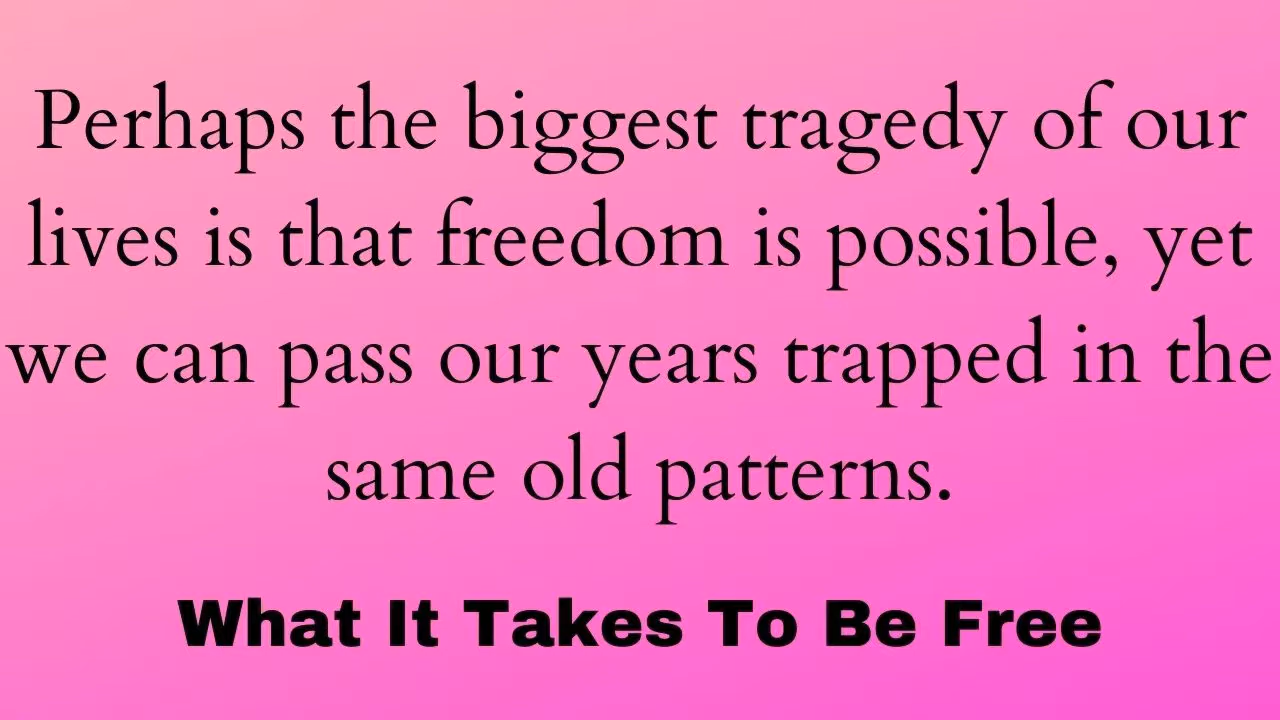 Perhaps the biggest tragedy of our
lives is that freedom is possible, yet
we can pass our years trapped in the
same old patterns.
What It Takes To Be Free